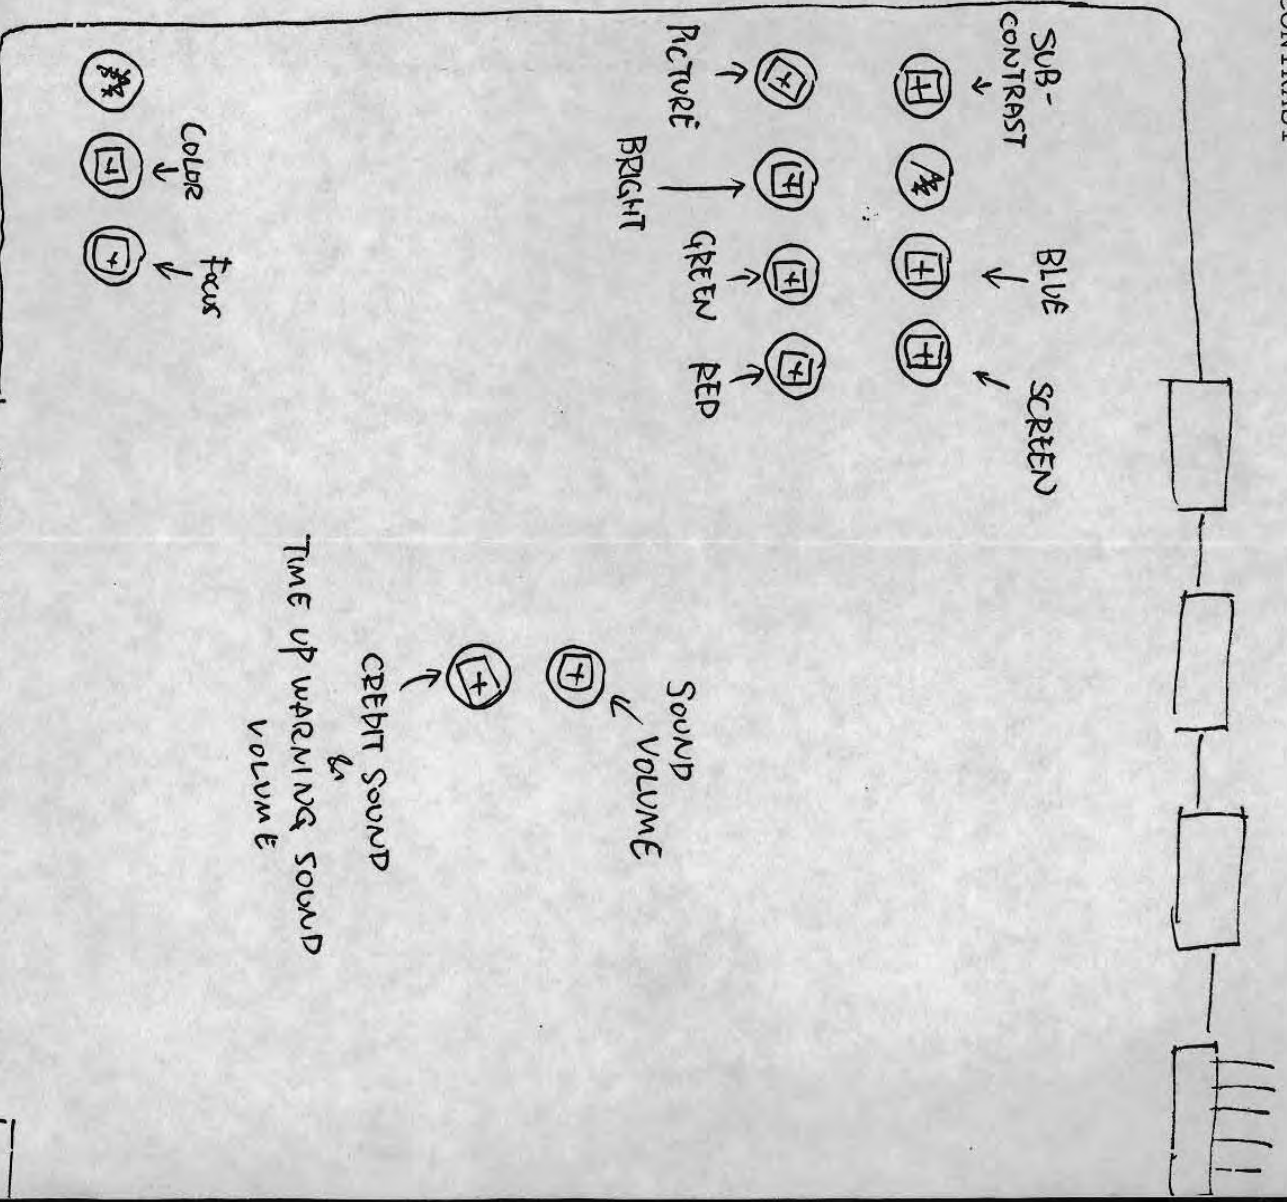 SUB-
CONTRAST
BLUE
SCREEN
PICTURE
BRIGHT
GREEN
RED
SOUND
VOLUME
CREDIT SOUND
&
TIME UP WARNING SOUND
VOLUME
COLOR
Focus